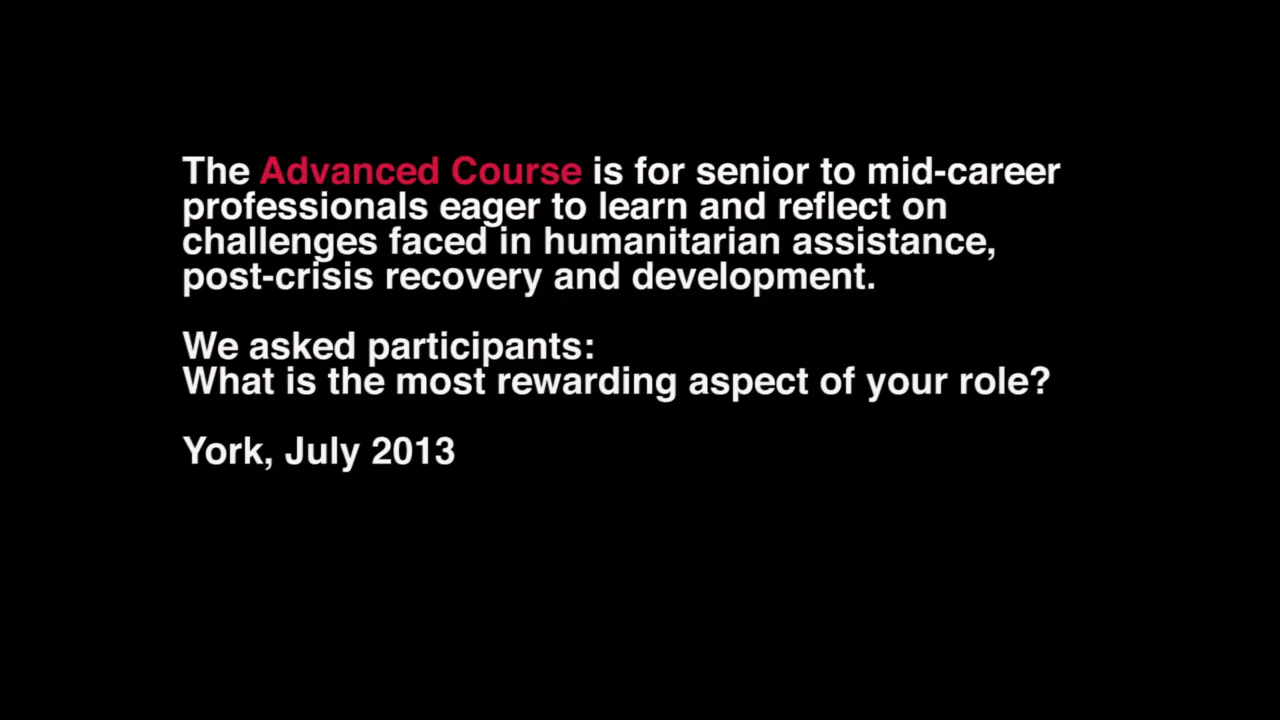 The Advanced Course is for senior to mid-career
professionals eager to learn and reflect on
challenges faced in humanitarian assistance,
post-crisis recovery and development.
We asked participants:
What is the most rewarding aspect of your role?
York, July 2013